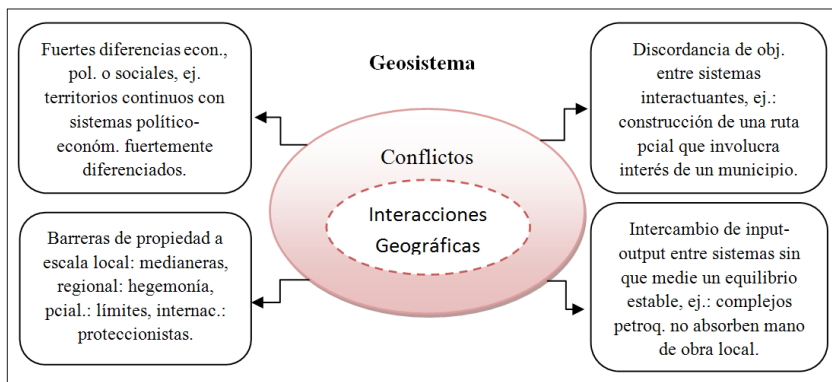 Fuertes diferencias econ.,
pol. o sociales, ej.
territorios continuos con
sistemas político-
económ. fuertemente
diferenciados.
Geosistema
Discordancia de obj.
entre sistemas
interactuantes, ej.:
construcción de una ruta
pcial que involucra
interés de un municipio.
Conflictos
Interacciones
Geográficas
Barreras de propiedad a
escala local: medianeras,
regional: hegemonía,
pcial.: límites, internac.:
proteccionistas.
Intercambio de input-
output entre sistemas sin
que medie un equilibrio
estable, ej.: complejos
petroq. no absorben mano
de obra local.